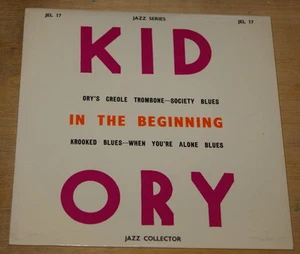 JEL 17 JAZZ SERIES JEL 17
KID
ORY'S CREOLE TROMBONE—SOCIETY BLUES
IN THE BEGINNING
KROOKED BLUES—WHEN YOU'RE ALONE BLUES
ORY
JAZZ COLLECTOR